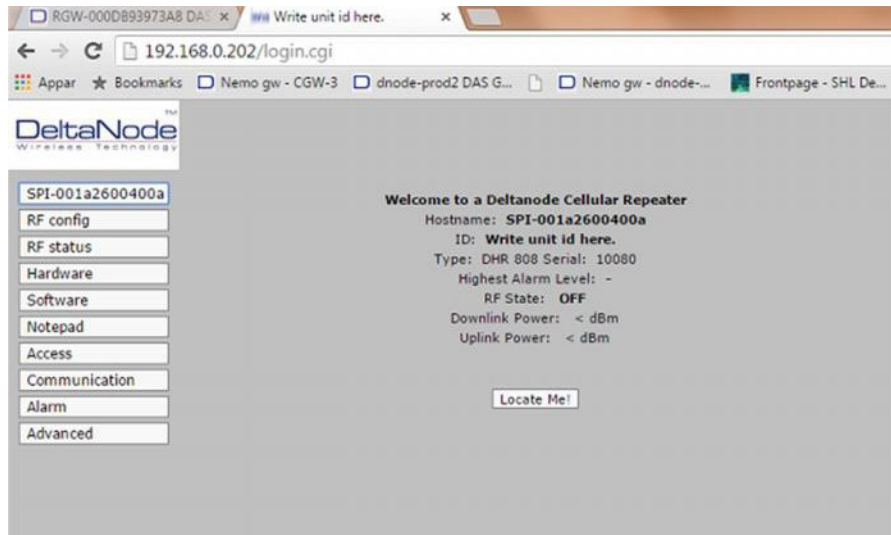 RGW-000DB93973A8 DAS
Write unit id here.
192.168.0.202/login.cgi
Appar Bookmarks Nemo gw - CGW-3 dnode-prod2 DAS G... Nemo gw - dnode-... Frontpage - SHL De...
DeltaNode™
Wireless Technology
SPI-001a2600400a
RF config
RF status
Hardware
Software
Notepad
Access
Communication
Alarm
Advanced
Welcome to a Deltanode Cellular Repeater
Hostname: SPI-001a2600400a
ID: Write unit id here.
Type: DHR 808 Serial: 10080
Highest Alarm Level: -
RF State: OFF
Downlink Power: < dBm
Uplink Power: < dBm
Locate Me!